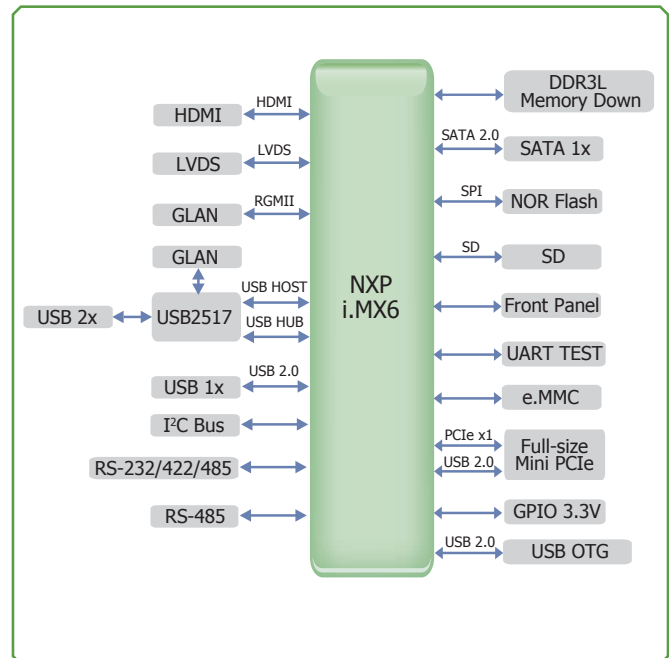 HDMI
HDMI
LVDS
LVDS
GLAN
RGMII
GLAN
USB 2x
USB2517
USB HOST
USB HUB
USB 1x
USB 2.0
I²C Bus
RS-232/422/485
RS-485
NXP
i.MX6
DDR3L
Memory Down
SATA 2.0
SATA 1x
SPI
NOR Flash
SD
SD
Front Panel
UART TEST
e.MMC
PCIe x1
USB 2.0
Full-size
Mini PCIe
GPIO 3.3V
USB 2.0
USB OTG